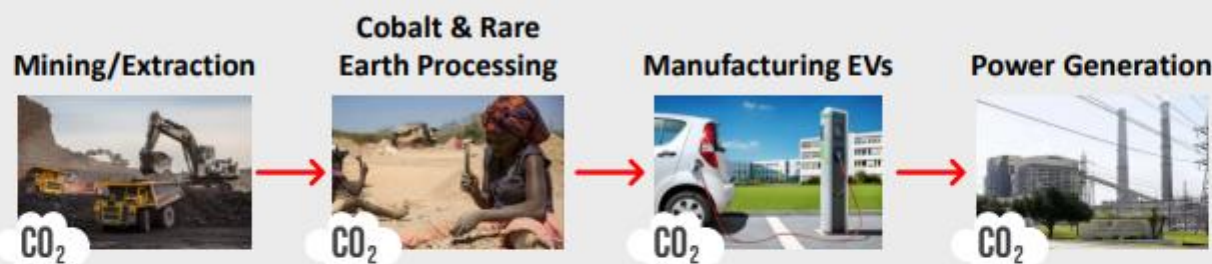 Mining/Extraction
Cobalt & Rare
Earth Processing
Manufacturing EVs
Power Generation
CO₂
CO₂
CO₂
CO₂